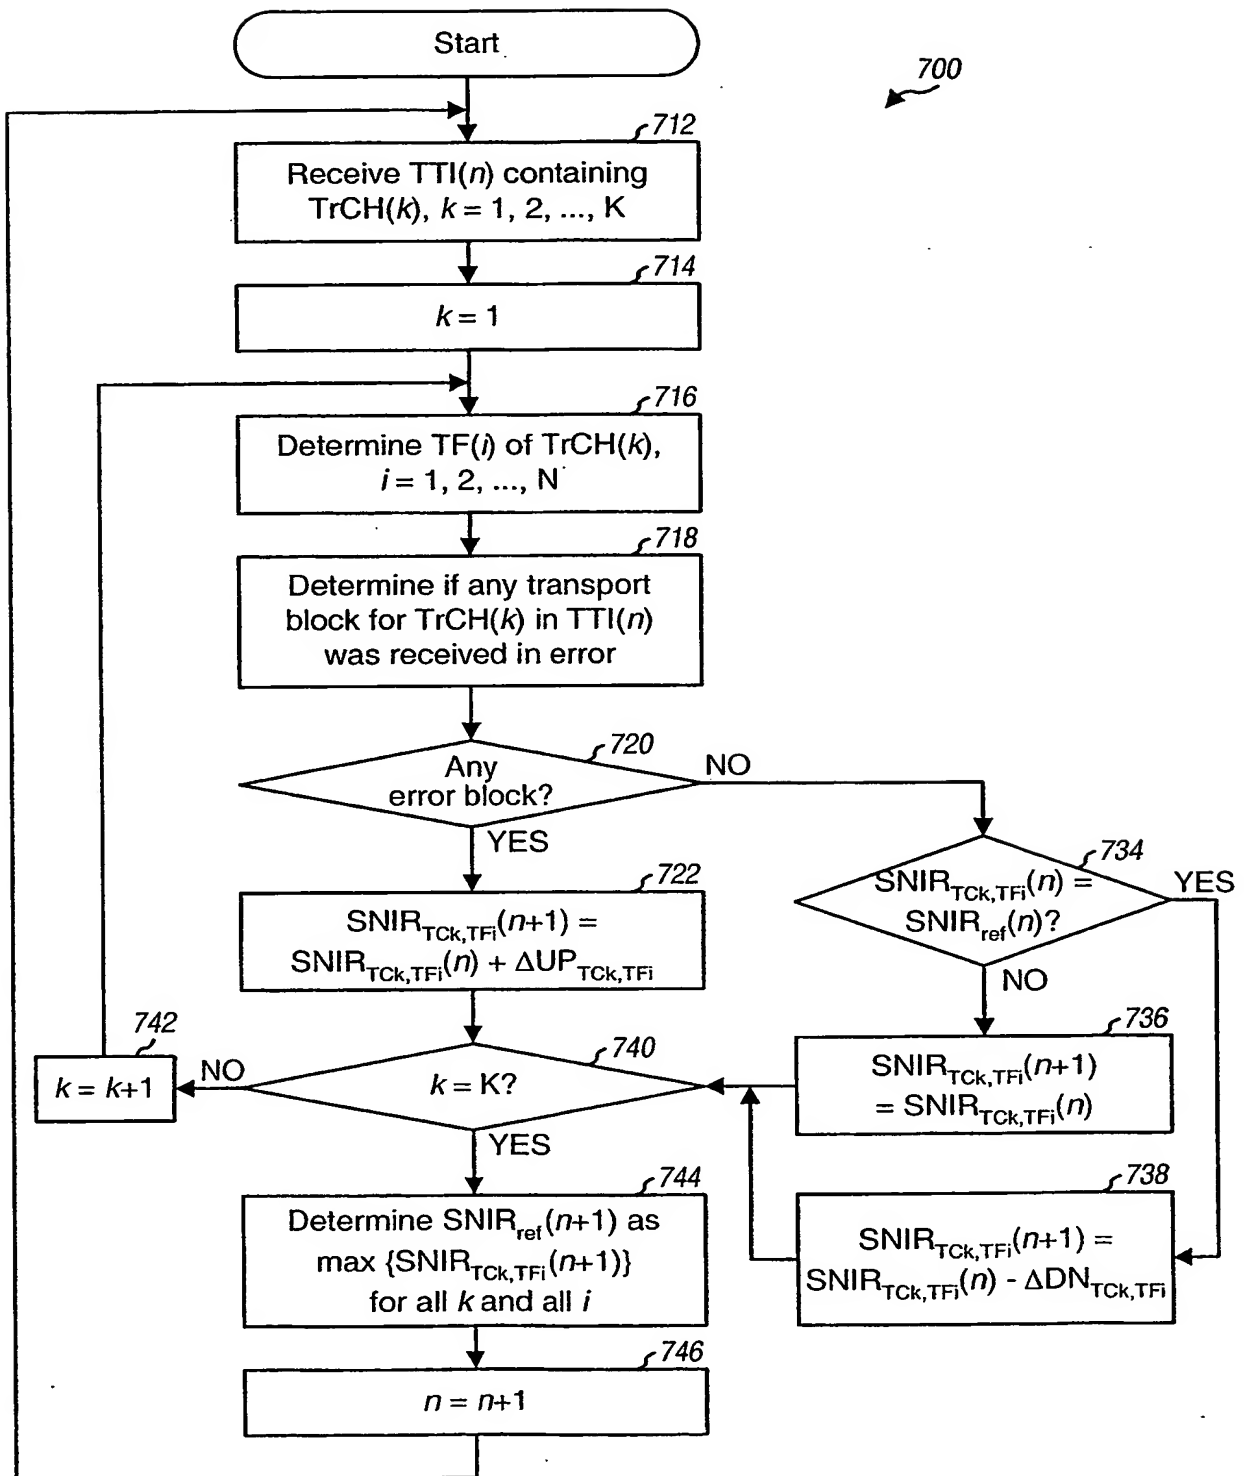 Start
700
712
Receive TTI(n) containing
TrCH(k), k = 1, 2, ..., K
714
k = 1
716
Determine TF(i) of TrCH(k),
i = 1, 2, ..., N
718
Determine if any transport
block for TrCH(k) in TTI(n)
was received in error
720
Any
error block?
NO
YES
734
SNIR_TCk,TFi(n) =
SNIR_ref(n)?
YES
NO
722
SNIR_TCk,TFi(n+1) =
SNIR_TCk,TFi(n) + ΔUP_TCk,TFi
736
SNIR_TCk,TFi(n+1)
= SNIR_TCk,TFi(n)
740
k = K?
NO
YES
742
k = k+1
738
SNIR_TCk,TFi(n+1) =
SNIR_TCk,TFi(n) - ΔDN_TCk,TFi
744
Determine SNIR_ref(n+1) as
max {SNIR_TCk,TFi(n+1)}
for all k and all i
746
n = n+1